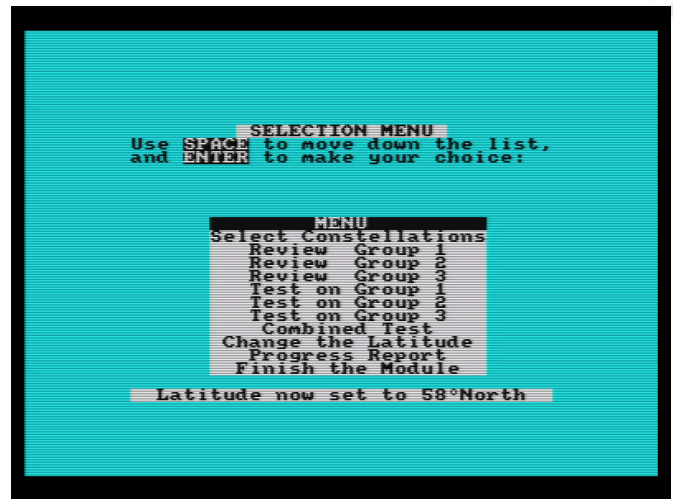 SELECTION MENU
Use SPACE to move down the list,
and ENTER to make your choice:
MENU
Select Constellations
Review Group 1
Review Group 2
Review Group 3
Test on Group 1
Test on Group 2
Test on Group 3
Combined Test
Change the Latitude
Progress Report
Finish the Module
Latitude now set to 58°North